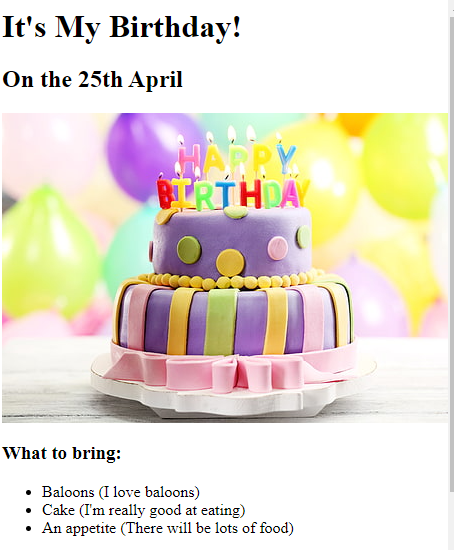 It's My Birthday!
On the 25th April
HAPPY
BIRTHDAY
What to bring:
Baloons (I love baloons)
Cake (I'm really good at eating)
An appetite (There will be lots of food)